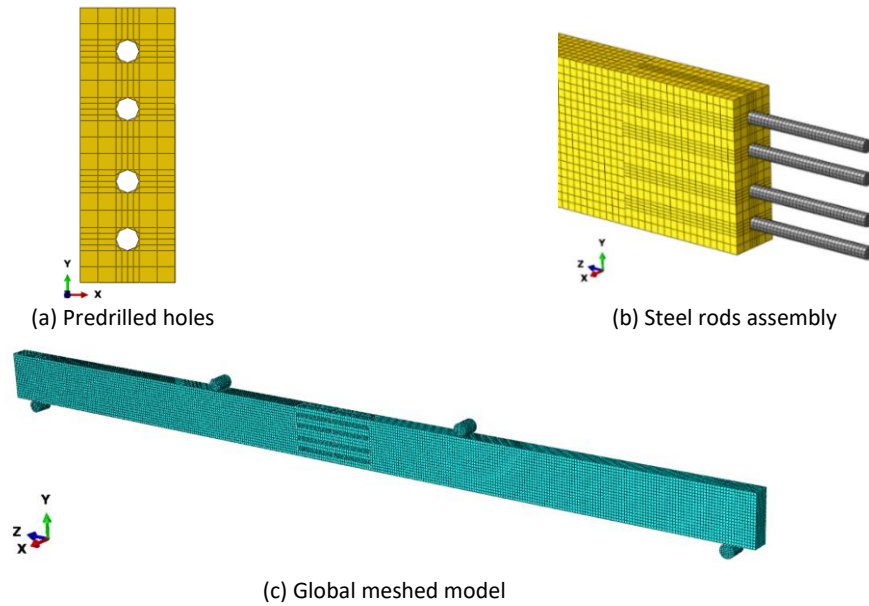 Y
X
(a) Predrilled holes
Y
Z
X
(b) Steel rods assembly
Y
Z
X
(c) Global meshed model